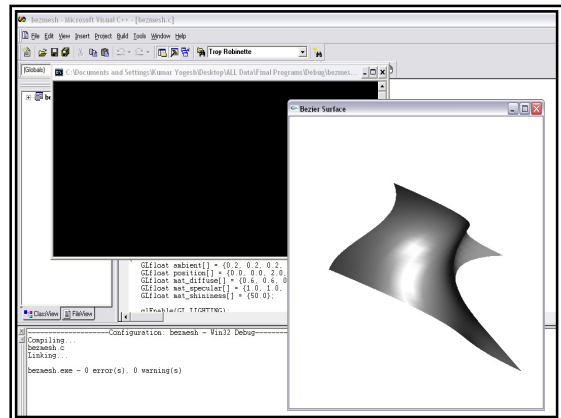 bezmesh - Microsoft Visual C++ - [bezmesh.c]
File Edit View Insert Project Build Tools Window Help
Troy Robinette
(Globals)
C:\Documents and Settings\Kumar Yogesh\Desktop\ALL Data\Final Programs\Debug\bezmes...
be
Bezier Surface
GLfloat ambient[] = {0.2, 0.2, 0.2,
GLfloat position[] = {0.0, 0.0, 2.0,
GLfloat mat_diffuse[] = {0.6, 0.6, 0
GLfloat mat_specular[] = {1.0, 1.0,
GLfloat mat_shininess[] = {50.0};
glEnable(GL_LIGHTING);
ClassView FileView
--------------------Configuration: bezmesh - Win32 Debug--------------------
Compiling...
bezmesh.c
Linking...
bezmesh.exe - 0 error(s), 0 warning(s)